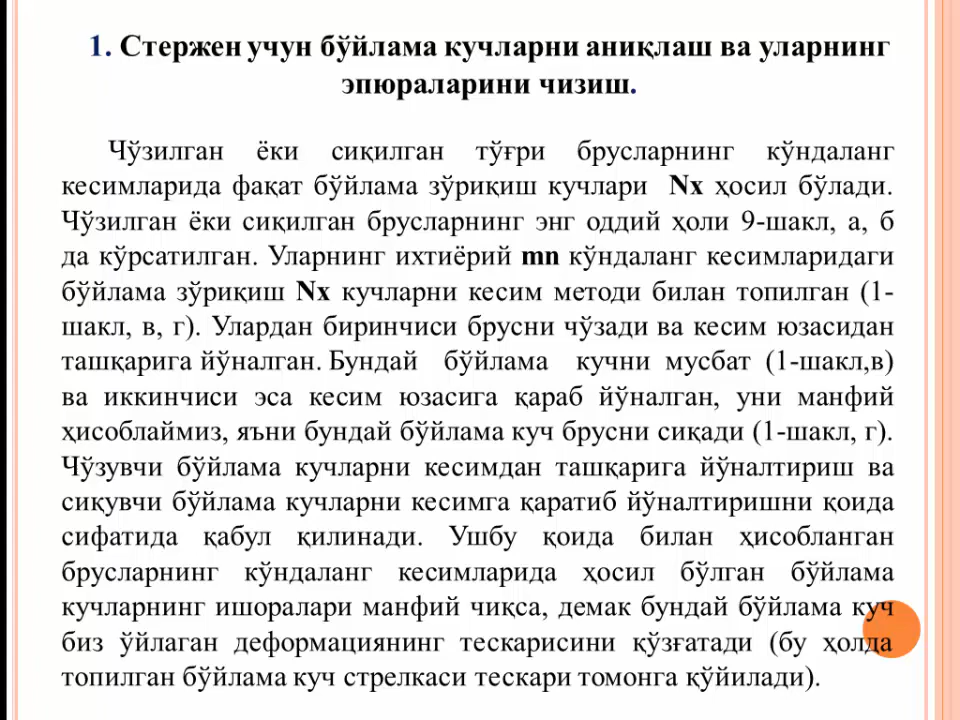 1. Стержен учун бўйлама кучларни аниқлаш ва уларнинг
эпюраларини чизиш.
Чўзилган ёки сиқилган тўғри брусларнинг кўндаланг
кесимларида фақат бўйлама зўриқиш кучлари Nx ҳосил бўлади.
Чўзилган ёки сиқилган брусларнинг энг оддий ҳоли 9-шакл, а, б
да кўрсатилган. Уларнинг ихтиёрий mn кўндаланг кесимларидаги
бўйлама зўриқиш Nx кучларни кесим методи билан топилган (1-
шакл, в, г). Улардан биринчиси брусни чўзади ва кесим юзасидан
ташқарига йўналган. Бундай бўйлама кучни мусбат (1-шакл,в)
ва иккинчиси эса кесим юзасига қараб йўналган, уни манфий
ҳисоблаймиз, яъни бундай бўйлама куч брусни сиқади (1-шакл, г).
Чўзувчи бўйлама кучларни кесимдан ташқарига йўналтириш ва
сиқувчи бўйлама кучларни кесимга қаратиб йўналтиришни қоида
сифатида қабул қилинади. Ушбу қоида билан ҳисобланган
брусларнинг кўндаланг кесимларида ҳосил бўлган бўйлама
кучларнинг ишоралари манфий чиқса, демак бундай бўйлама куч
биз ўйлаган деформациянинг тескарисини қўзғатади (бу ҳолда
топилган бўйлама куч стрелкаси тескари томонга қўйилади).